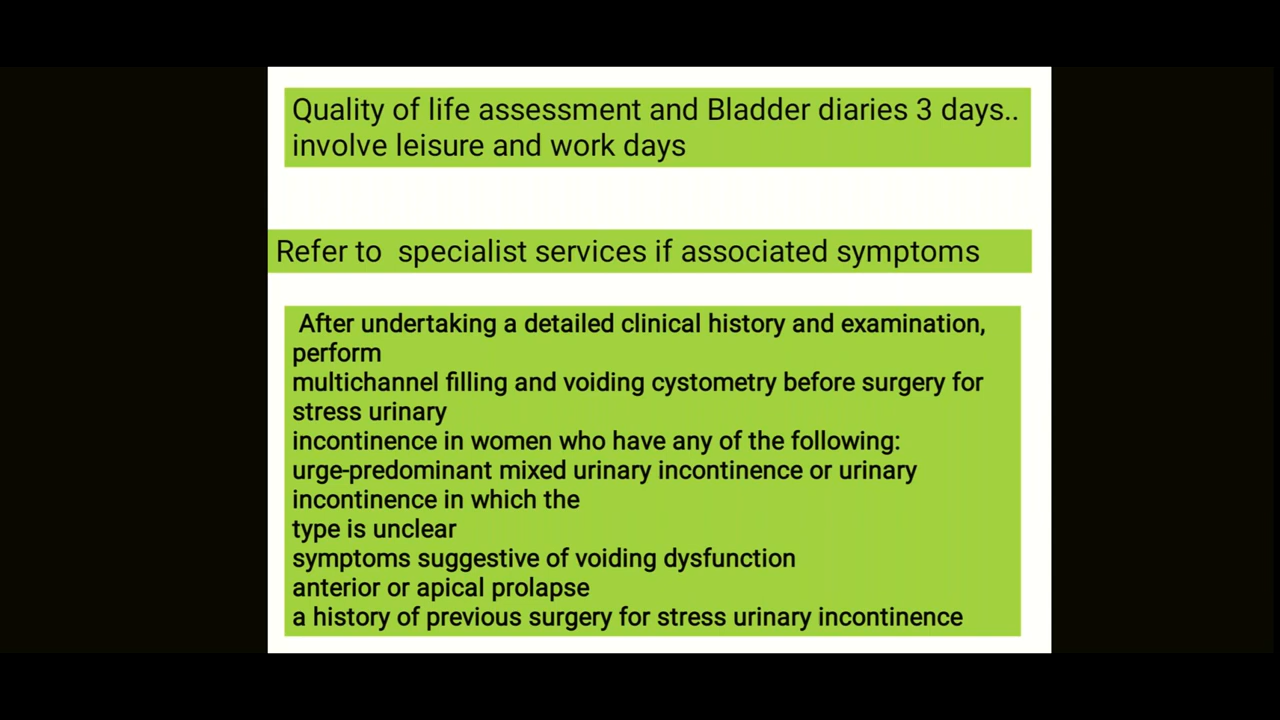 Quality of life assessment and Bladder diaries 3 days..
involve leisure and work days
Refer to  specialist services if associated symptoms
After undertaking a detailed clinical history and examination,
perform
multichannel filling and voiding cystometry before surgery for
stress urinary
incontinence in women who have any of the following:
urge-predominant mixed urinary incontinence or urinary
incontinence in which the
type is unclear
symptoms suggestive of voiding dysfunction
anterior or apical prolapse
a history of previous surgery for stress urinary incontinence